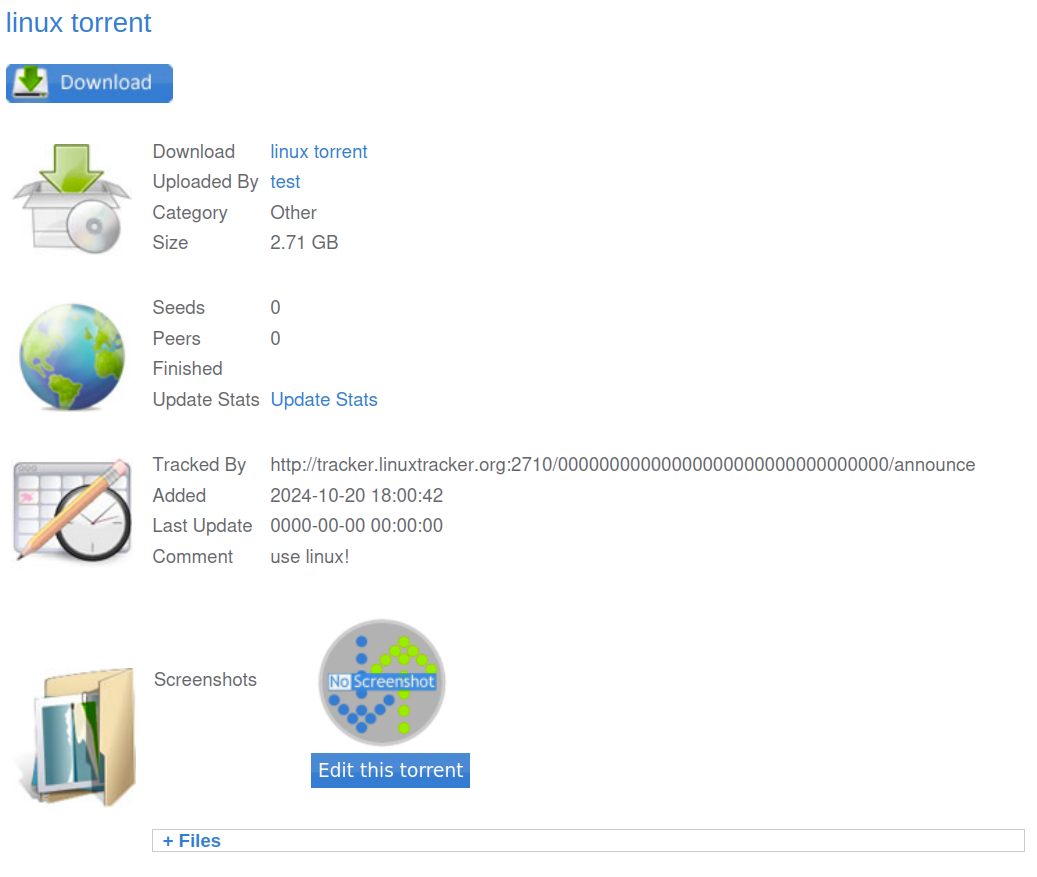 linux torrent
Download
Download linux torrent
Uploaded By test
Category Other
Size 2.71 GB
Seeds 0
Peers 0
Finished
Update Stats Update Stats
Tracked By http://tracker.linuxtracker.org:2710/00000000000000000000000000000000/announce
Added 2024-10-20 18:00:42
Last Update 0000-00-00 00:00:00
Comment use linux!
Screenshots
No Screenshot
Edit this torrent
+ Files